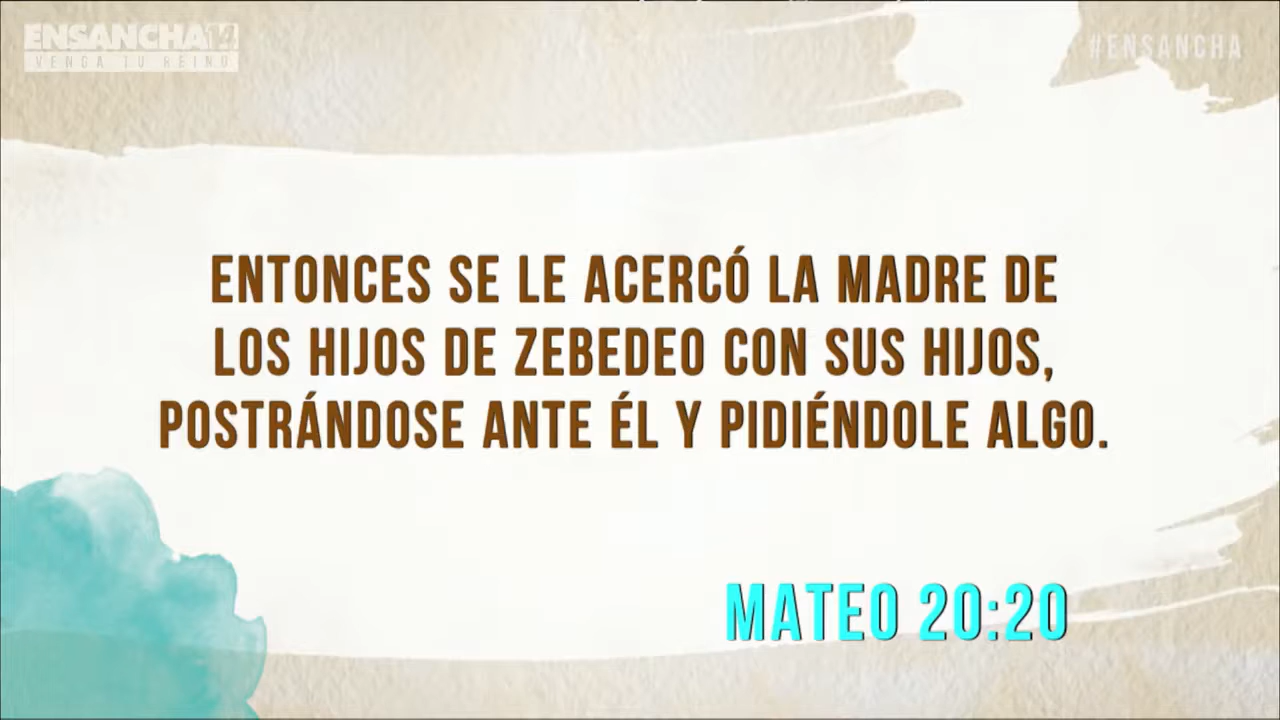 ENSANCHA14
VENGA TU REINO
#ENSANCHA
ENTONCES SE LE ACERCÓ LA MADRE DE
LOS HIJOS DE ZEBEDEO CON SUS HIJOS,
POSTRÁNDOSE ANTE ÉL Y PIDIÉNDOLE ALGO.
MATEO 20:20